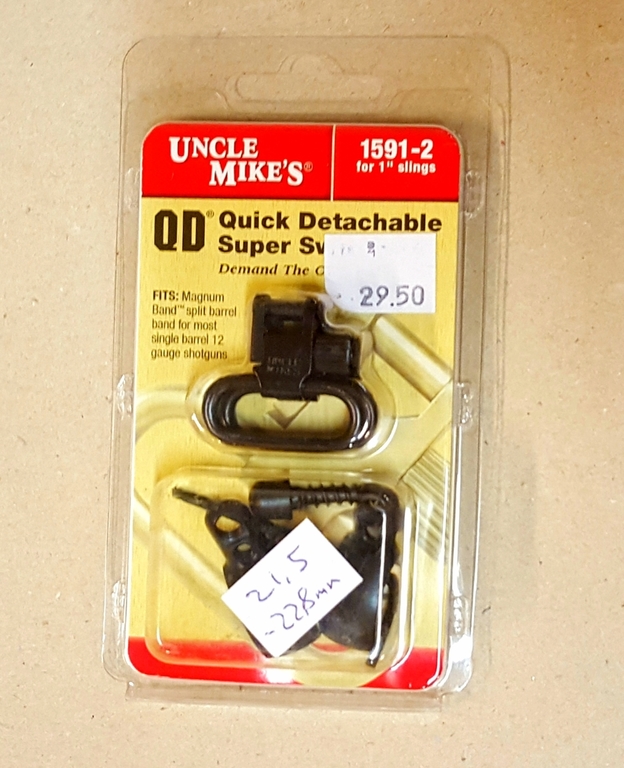 UNCLE
MIKE'S®
1591-2
for 1" slings
QD® Quick Detachable
Super Sw
Demand The
29.50
FITS: Magnum
Band™ split barrel
band for most
single barrel 12
gauge shotguns
UNCLE
MIKE'S
21,5
-22,8mm